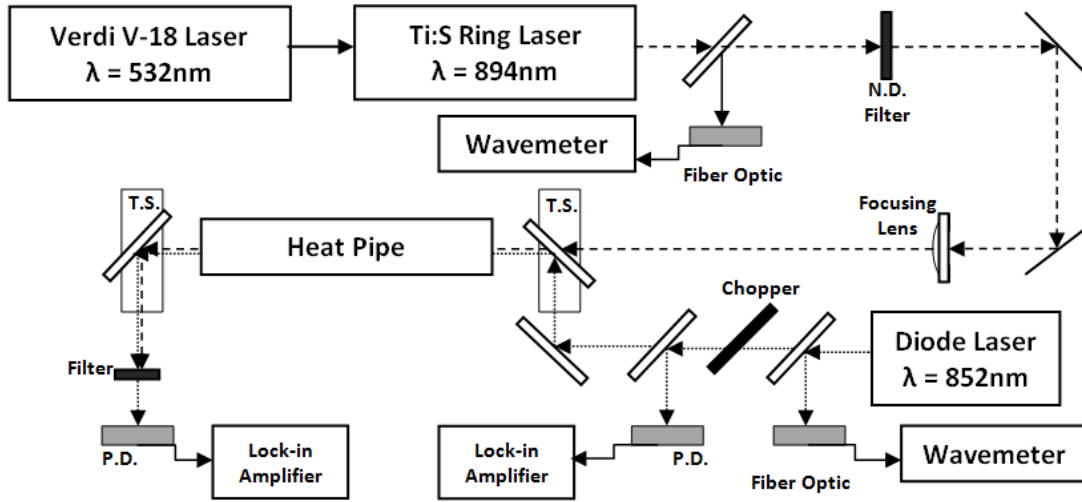 Verdi V-18 Laser
λ = 532nm
Ti:S Ring Laser
λ = 894nm
N.D.
Filter
Wavemeter
Fiber Optic
T.S.
Heat Pipe
T.S.
Focusing
Lens
Chopper
Diode Laser
λ = 852nm
Filter
P.D.
Lock-in
Amplifier
Lock-in
Amplifier
P.D.
Fiber Optic
Wavemeter